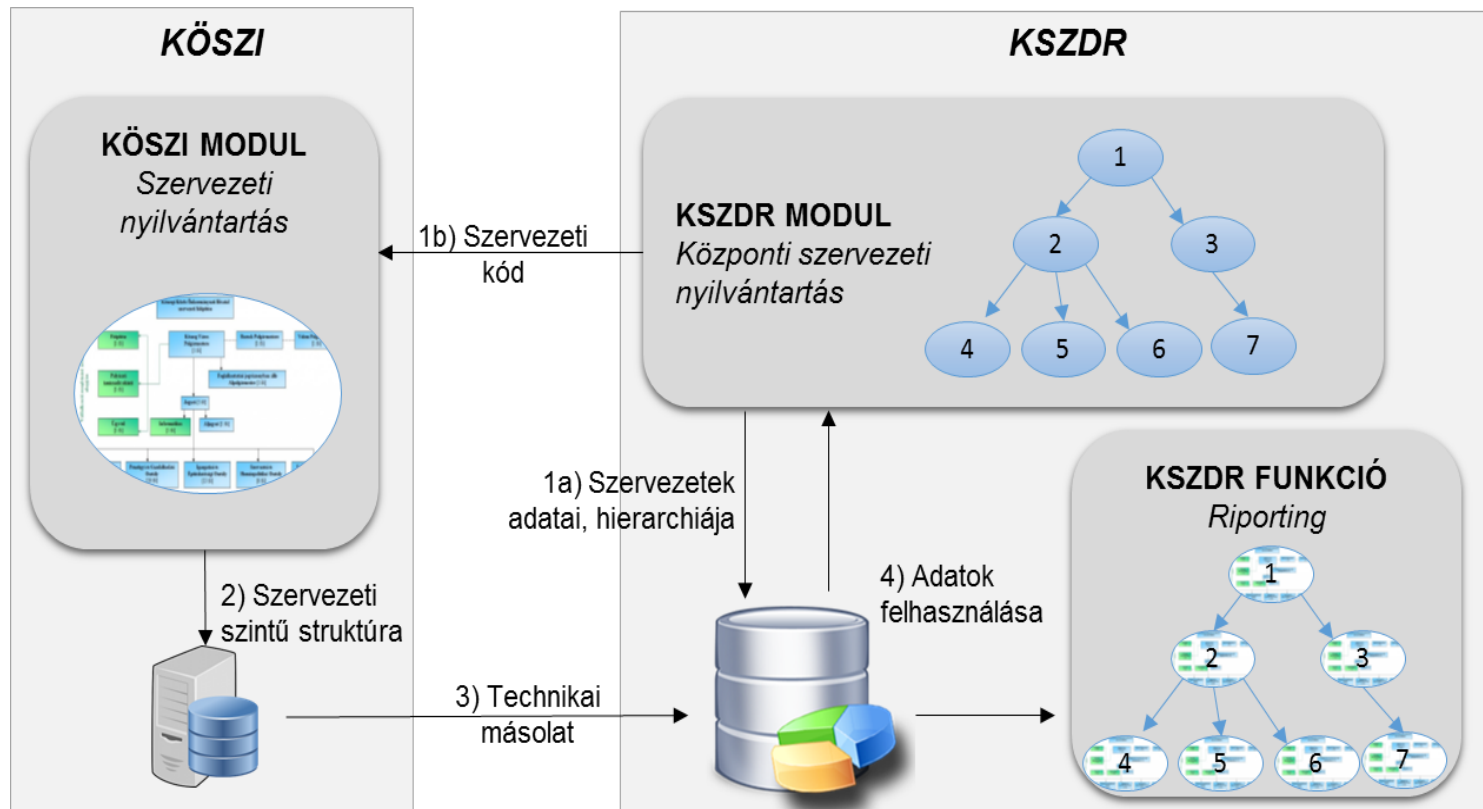 KÖSZI
KSZDR
KÖSZI MODUL
Szervezeti
nyilvántartás
1b) Szervezeti
kód
KSZDR MODUL
Központi szervezeti
nyilvántartás
1
2
3
4
5
6
7
2) Szervezeti
szintű struktúra
3) Technikai
másolat
1a) Szervezetek
adatai, hierarchiája
4) Adatok
felhasználása
KSZDR FUNKCIÓ
Riporting
1
2
3
4
5
6
7